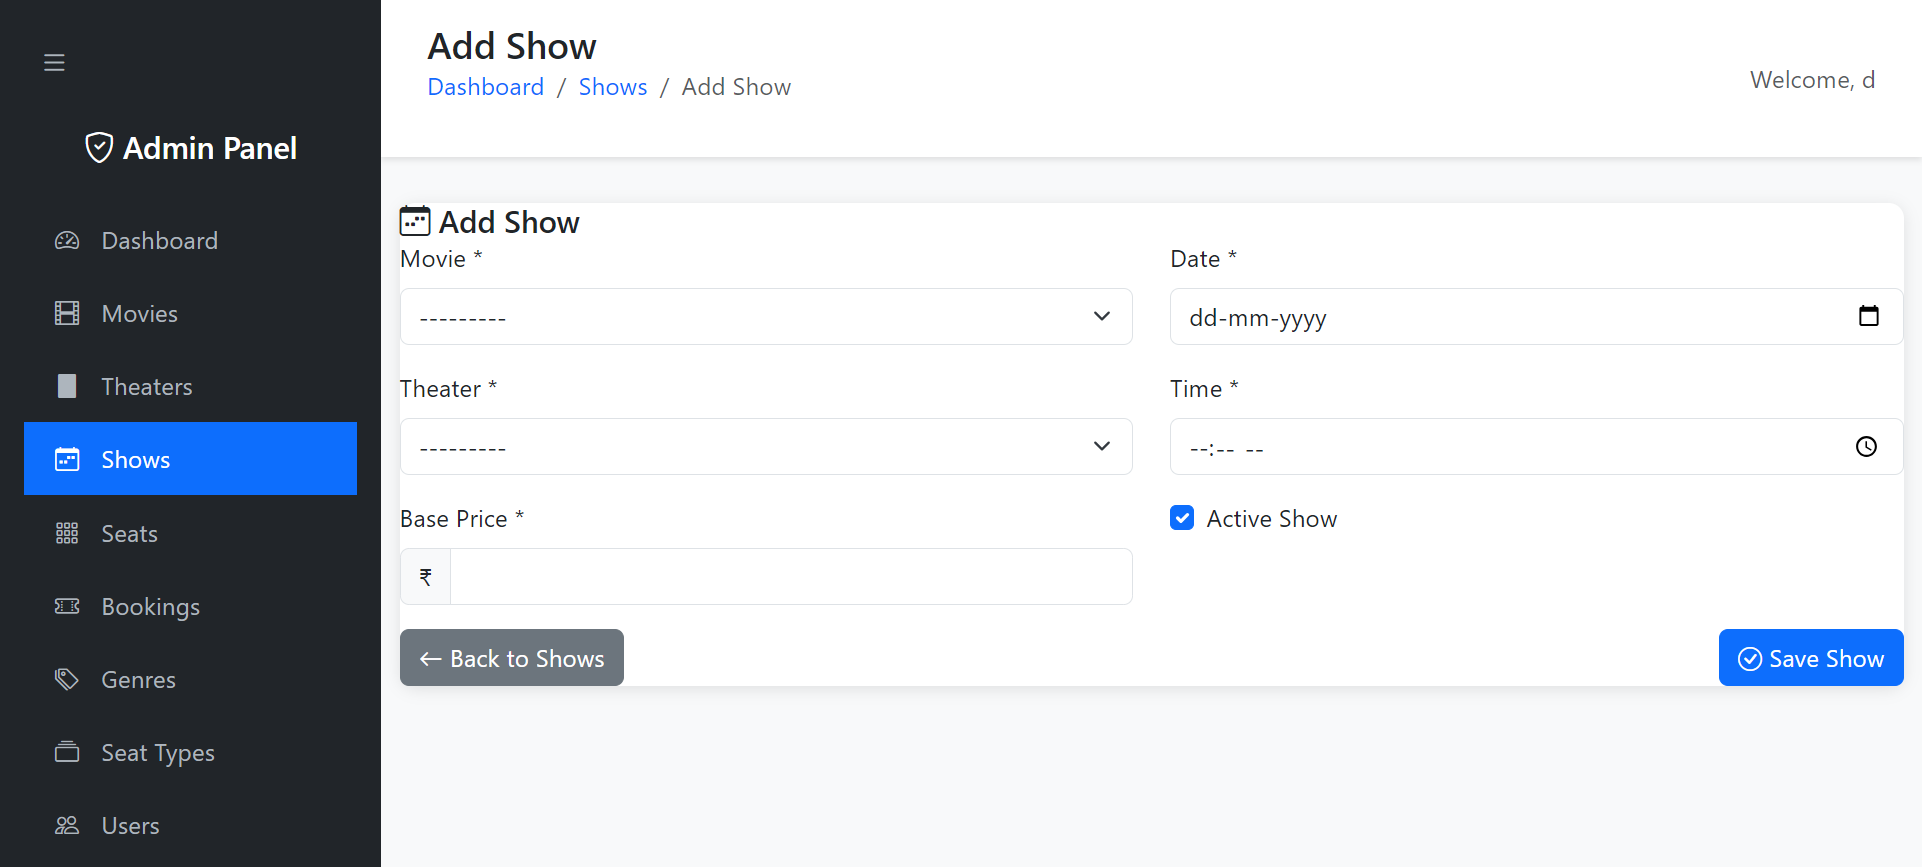 Admin Panel
Dashboard
Movies
Theaters
Shows
Seats
Bookings
Genres
Seat Types
Users
Add Show
Dashboard / Shows / Add Show
Welcome, d
Add Show
Movie *
---------
Date *
dd-mm-yyyy
Theater *
---------
Time *
--:-- --
Base Price *
₹
Active Show
Back to Shows
Save Show